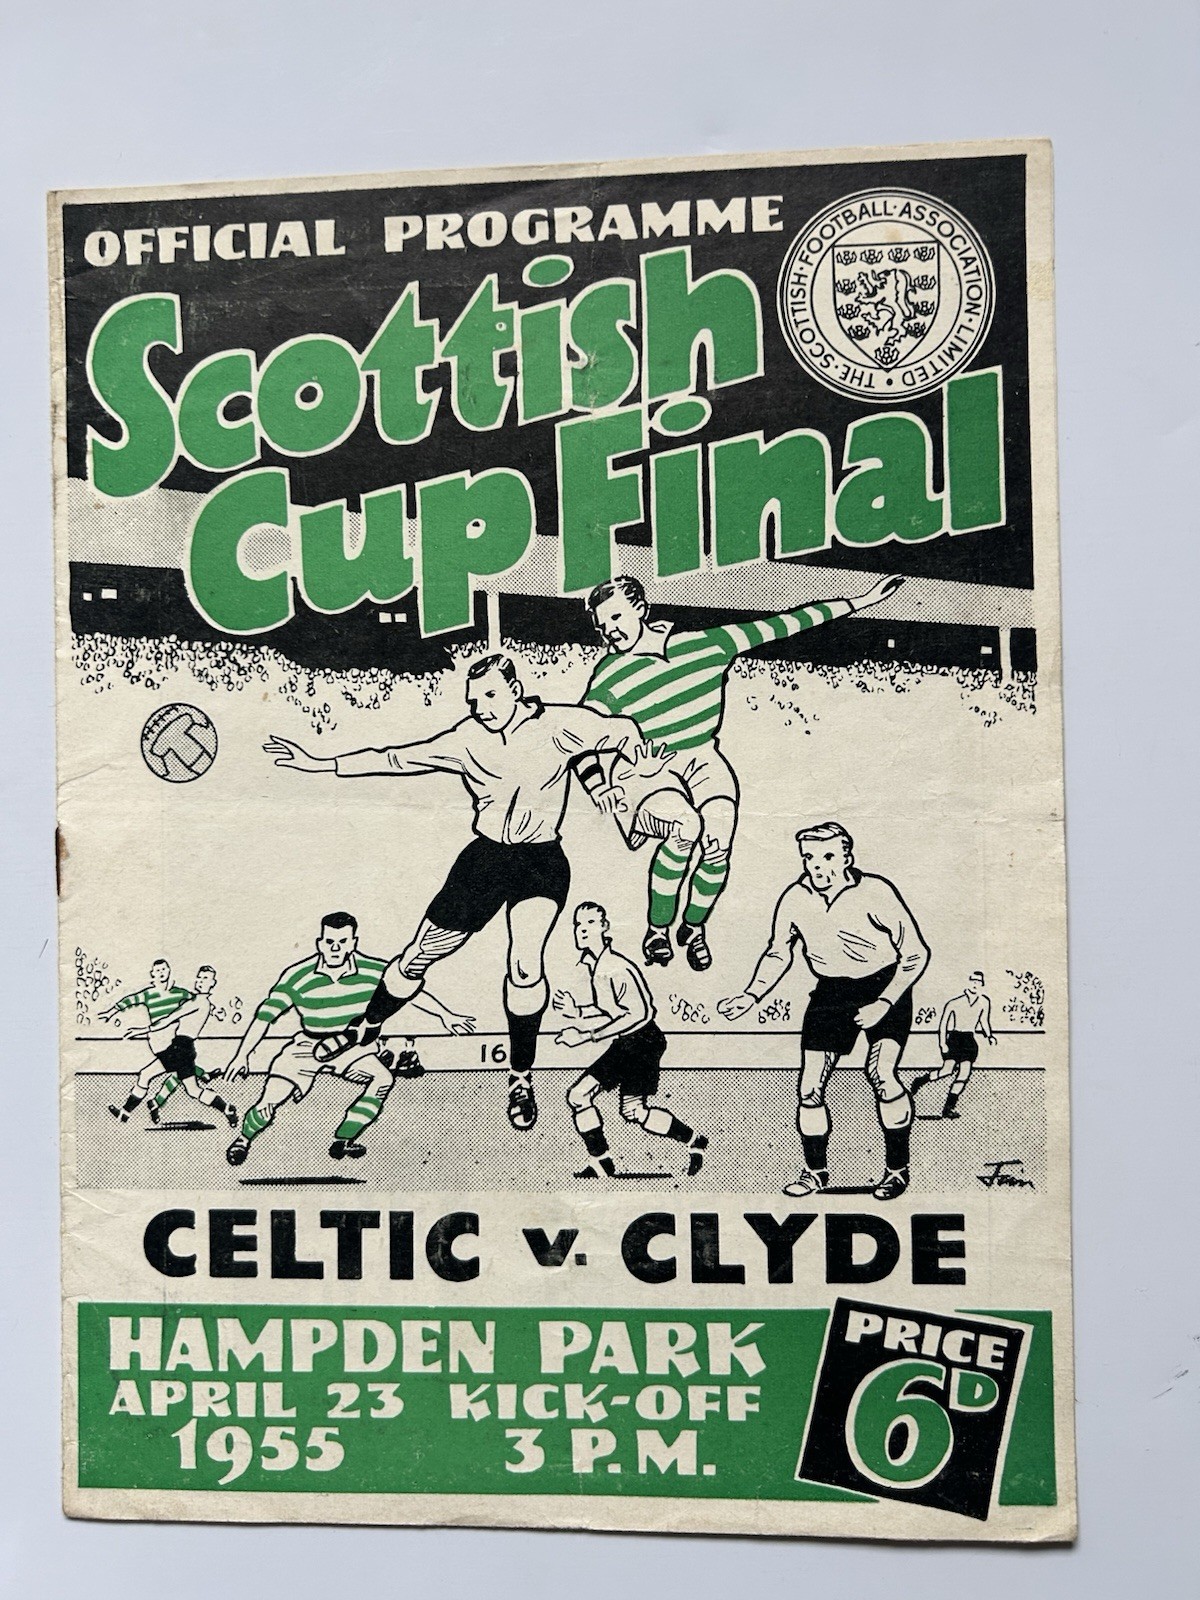 OFFICIAL PROGRAMME
Scottish
Cup Final
THE·SCOTTISH·FOOTBALL·ASSOCIATION·LIMITED•
16
CELTIC v. CLYDE
HAMPDEN PARK
APRIL 23 KICK-OFF
1955 3 P.M.
PRICE
6D